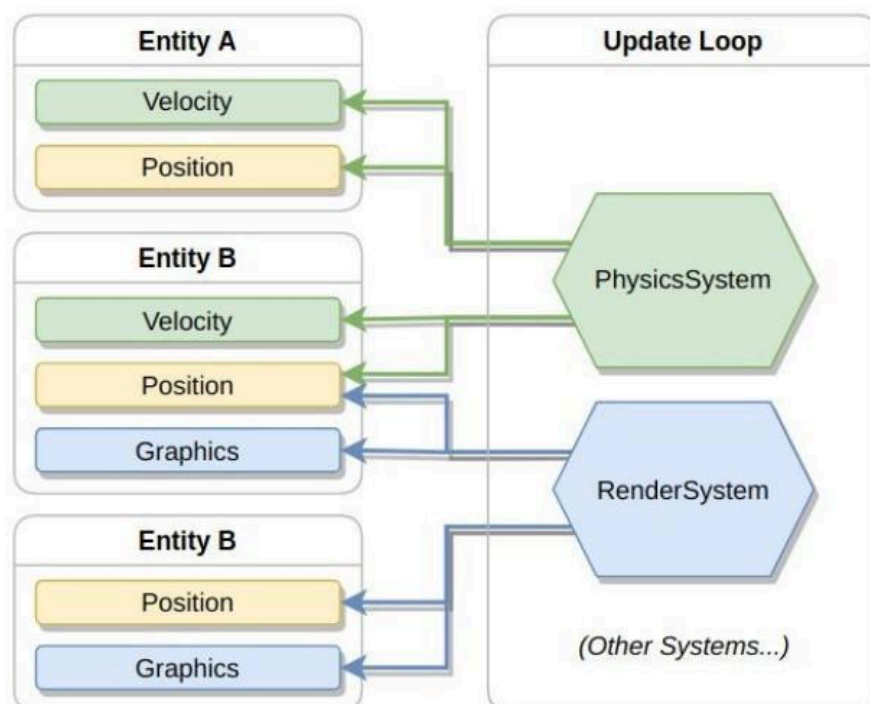 Entity A
Velocity
Position
Entity B
Velocity
Position
Graphics
Entity B
Position
Graphics
Update Loop
PhysicsSystem
RenderSystem
(Other Systems...)